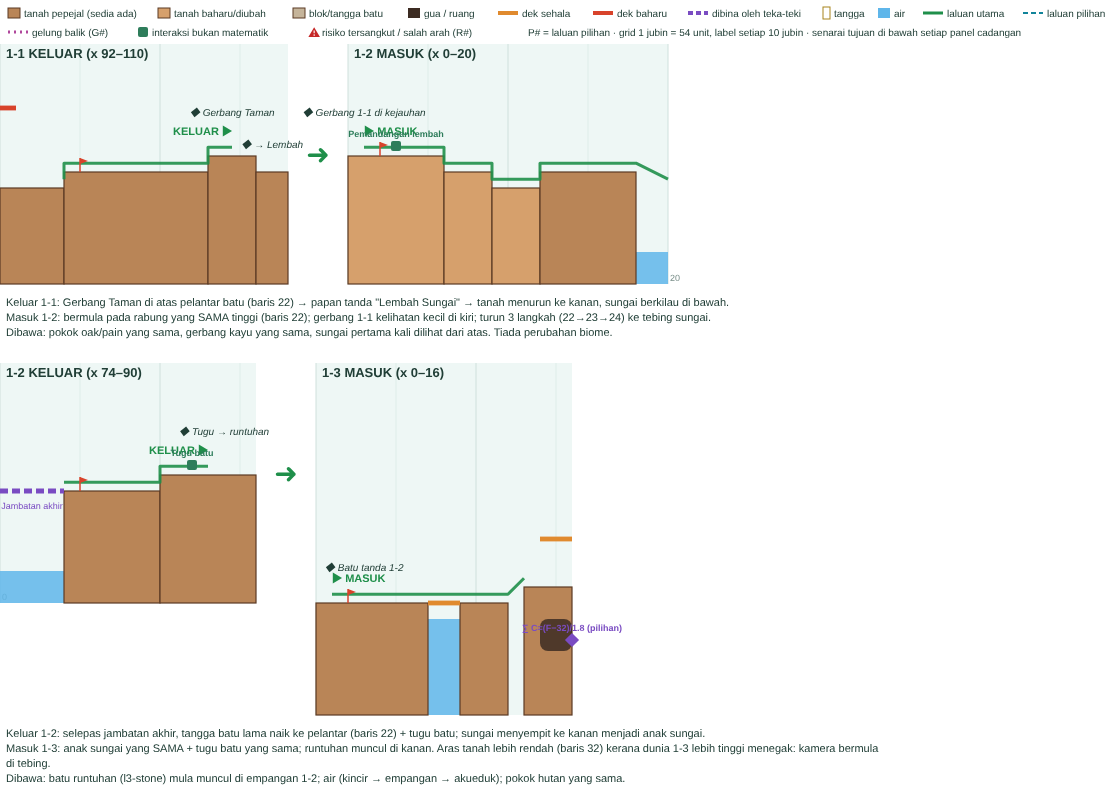 tanah pepejal (sedia ada) tanah baharu/diubah blok/tangga batu gua / ruang dek sehala dek baharu dibina oleh teka-teki tangga air laluan utama laluan pilihan
gelung balik (G#) interaksi bukan matematik risiko tersangkut / salah arah (R#) P# = laluan pilihan · grid 1 jubin = 54 unit, label setiap 10 jubin · senarai tujuan di bawah setiap panel cadangan
1-1 KELUAR (x 92–110) 1-2 MASUK (x 0–20)
◆ Gerbang Taman ◆ Gerbang 1-1 di kejauhan
KELUAR ▶ ▶ MASUK
Pemandangan lembah
◆ → Lembah ➜
20
Keluar 1-1: Gerbang Taman di atas pelantar batu (baris 22) → papan tanda "Lembah Sungai" → tanah menurun ke kanan, sungai berkilau di bawah.
Masuk 1-2: bermula pada rabung yang SAMA tinggi (baris 22); gerbang 1-1 kelihatan kecil di kiri; turun 3 langkah (22→23→24) ke tebing sungai.
Dibawa: pokok oak/pain yang sama, gerbang kayu yang sama, sungai pertama kali dilihat dari atas. Tiada perubahan biome.
1-2 KELUAR (x 74–90) 1-3 MASUK (x 0–16)
◆ Tugu → runtuhan
KELUAR ▶
Tugu batu
➜
Jambatan akhir
◆ Batu tanda 1-2
▶ MASUK
∑ C=(F−32)/1.8 (pilihan)
Keluar 1-2: selepas jambatan akhir, tangga batu lama naik ke pelantar (baris 22) + tugu batu; sungai menyempit ke kanan menjadi anak sungai.
Masuk 1-3: anak sungai yang SAMA + tugu batu yang sama; runtuhan muncul di kanan. Aras tanah lebih rendah (baris 32) kerana dunia 1-3 lebih tinggi menegak: kamera bermula
di tebing.
Dibawa: batu runtuhan (l3-stone) mula muncul di empangan 1-2; air (kincir → empangan → akueduk); pokok hutan yang sama.